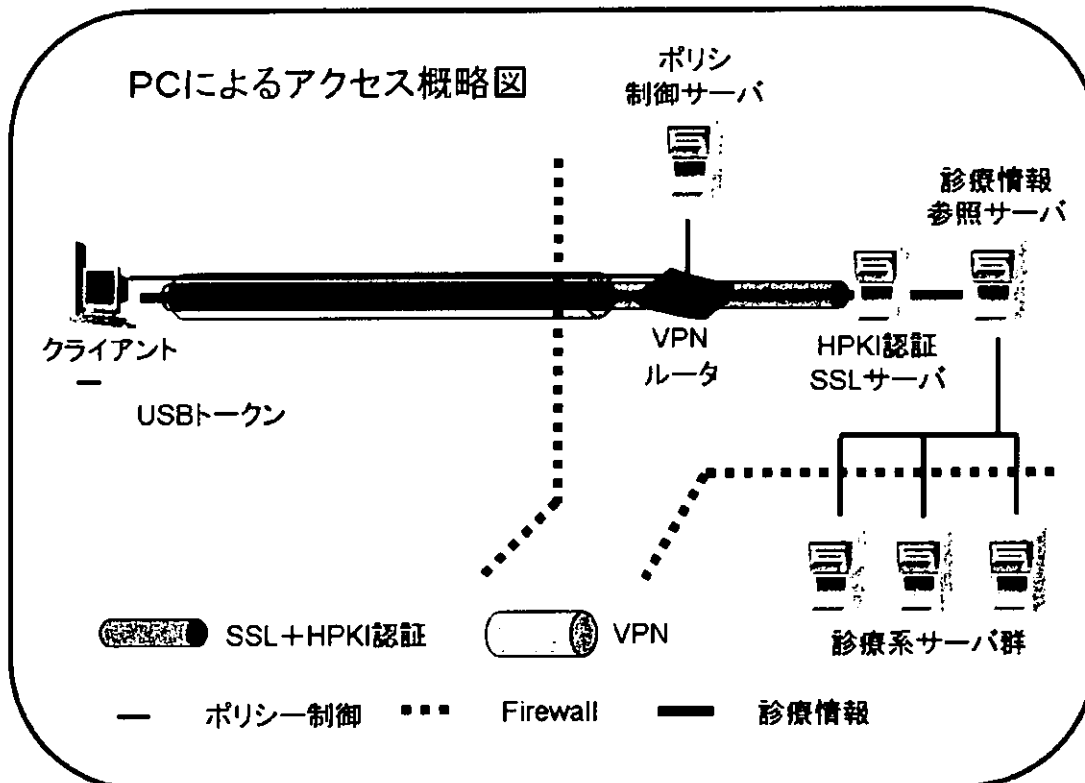 PCによるアクセス概略図
ポリシ
制御サーバ
診療情報
参照サーバ
クライアント
USBトークン
VPN
ルータ
HPKI認証
SSLサーバ
診療系サーバ群
SSL+HPKI認証
VPN
ポリシー制御
Firewall
診療情報